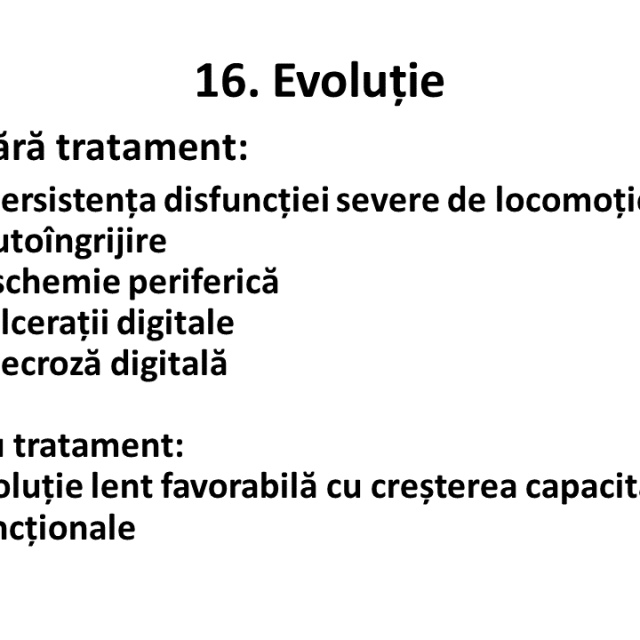 16. Evoluție
ără tratament:
ersistența disfuncției severe de locomoți
utoîngrijire
schemie periferică
lcerații digitale
ecroză digitală
u tratament:
oluție lent favorabilă cu creșterea capacit
ncționale